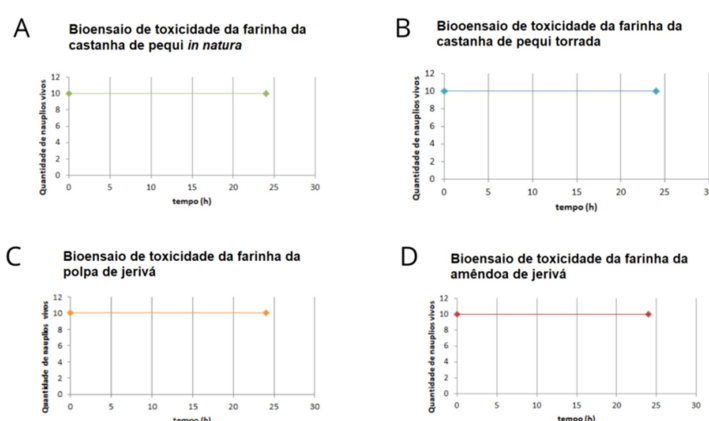 A
Bioensaio de toxicidade da farinha da
castanha de pequi in natura
Quantidade de nauplios vivos
12
10
8
6
4
2
0
0 5 10 15 20 25 30
tempo (h)
B
Biooensaio de toxicidade da farinha da
castanha de pequi torrada
Quantidade de nauplios vivos
12
10
8
6
4
2
0
0 5 10 15 20 25 30
tempo (h)
C
Bioensaio de toxicidade da farinha da
polpa de jerivá
Quantidade de nauplios vivos
12
10
8
6
4
2
0
0 5 10 15 20 25 30
tempo (h)
D
Bioensaio de toxicidade da farinha da
amêndoa de jerivá
Quantidade de nauplios vivos
12
10
8
6
4
2
0
0 5 10 15 20 25 30
tempo (h)